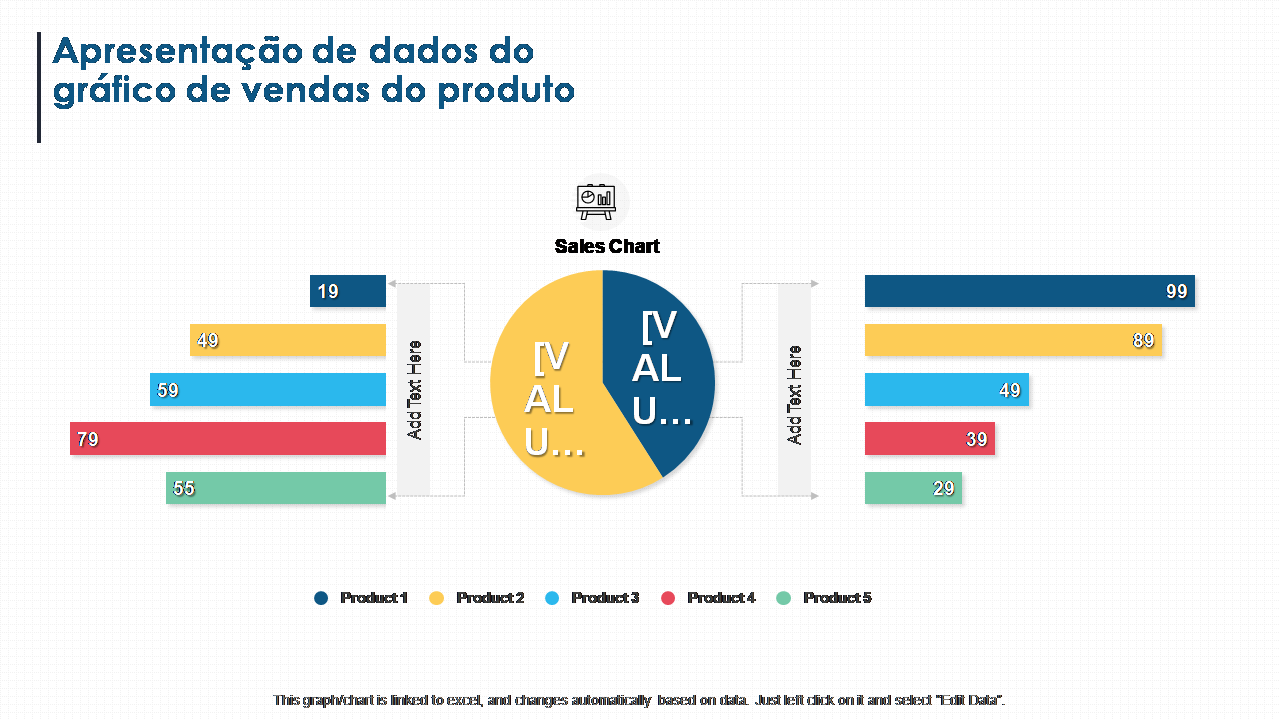 Apresentação de dados do
gráfico de vendas do produto
Sales Chart
19
49
59
79
55
Add Text Here
[V
AL
U...
[V
AL
U...
Add Text Here
99
89
49
39
29
Product 1 Product 2 Product 3 Product 4 Product 5
This graph/chart is linked to excel, and changes automatically based on data. Just left click on it and select "Edit Data".